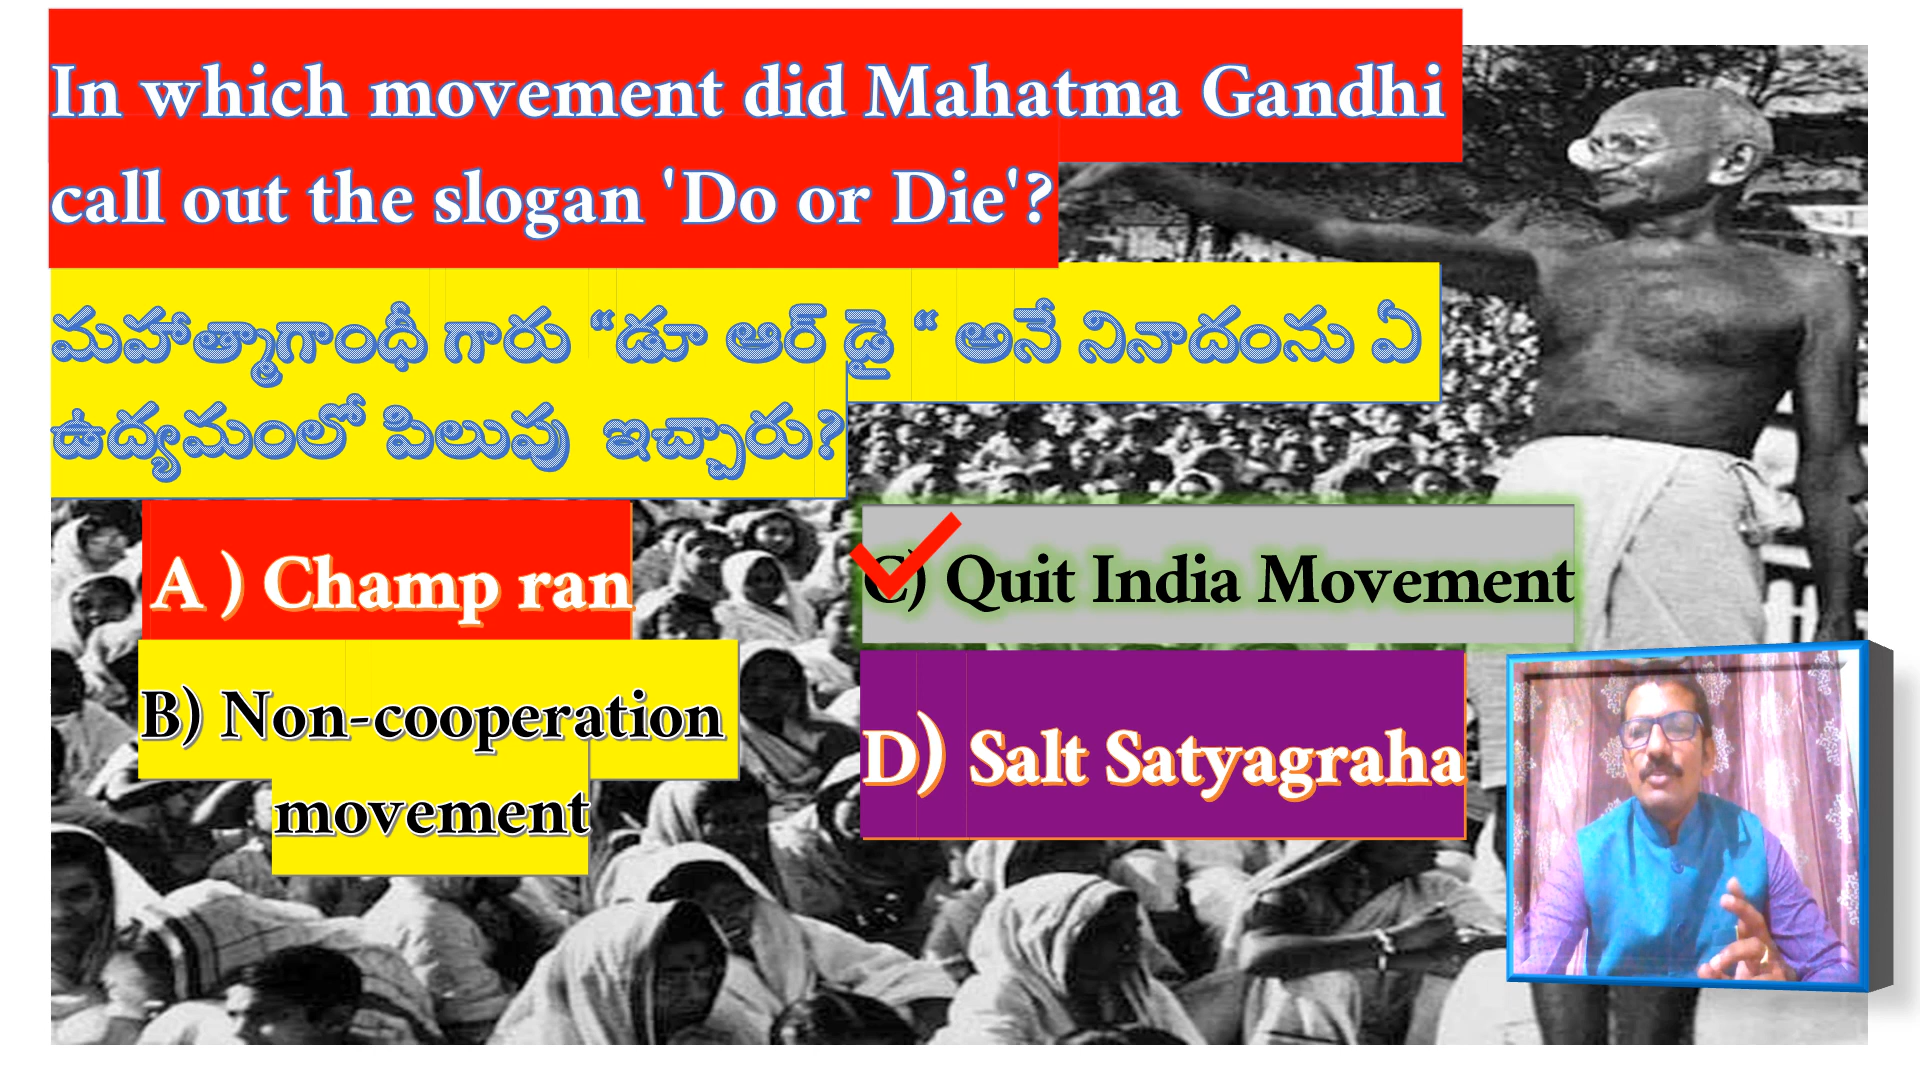 In which movement did Mahatma Gandhi
call out the slogan 'Do or Die'?
మహాత్మాగాంధీ గారు “డూ ఆర్ డై “ అనే నినాదంను ఏ
ఉద్యమంలో పిలుపు ఇచ్చారు?
A ) Champ ran
B) Non-cooperation
movement
C) Quit India Movement
D) Salt Satyagraha